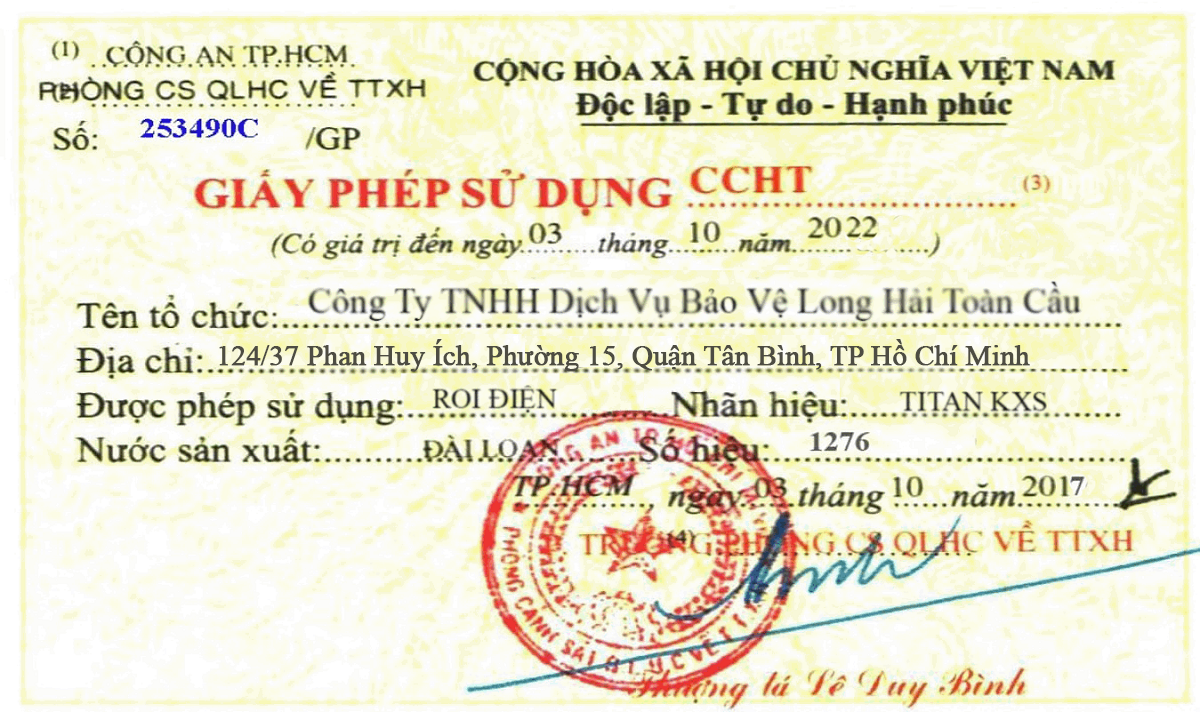 (1) CÔNG AN TP.HCM
PHÒNG CS QLHC VỀ TTXH
Số: 253490C /GP
CỘNG HÒA XÃ HỘI CHỦ NGHĨA VIỆT NAM
Độc lập - Tự do - Hạnh phúc
GIẤY PHÉP SỬ DỤNG CCHT (3)
(Có giá trị đến ngày 03 tháng 10 năm 2022)
Tên tổ chức: Công Ty TNHH Dịch Vụ Bảo Vệ Long Hải Toàn Cầu
Địa chỉ: 124/37 Phan Huy Ích, Phường 15, Quận Tân Bình, TP Hồ Chí Minh
Được phép sử dụng: ROI ĐIỆN Nhãn hiệu: TITAN KXS
Nước sản xuất: ĐÀI LOAN Số hiệu: 1276
TP.HCM, ngày 03 tháng 10 năm 2017
(4) TRƯỞNG PHÒNG CS QLHC VỀ TTXH
Thượng tá Lê Duy Bình